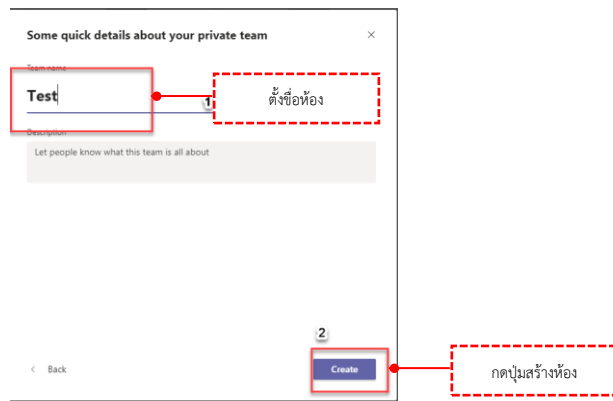 Some quick details about your private team
Team name
Test
1
ตั้งชื่อห้อง
Description
Let people know what this team is all about
2
< Back
Create
กดปุ่มสร้างห้อง